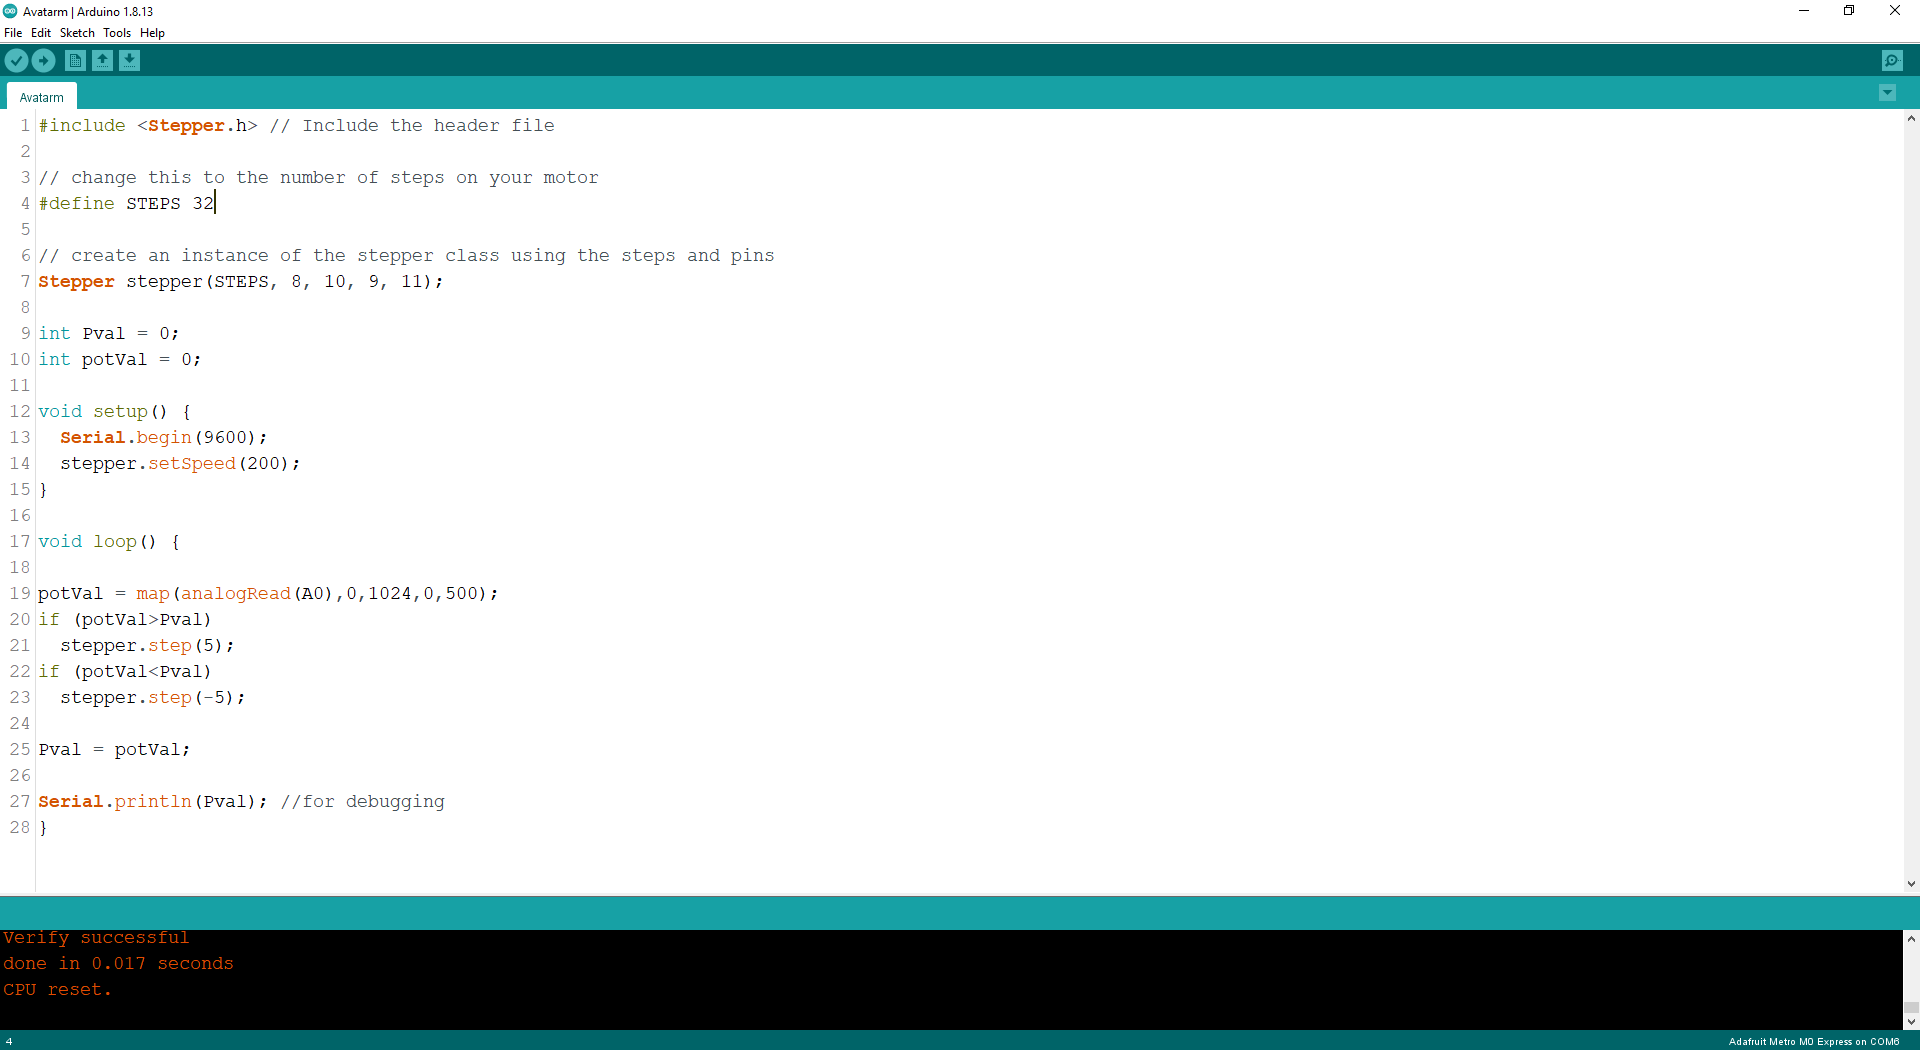 Avatarm | Arduino 1.8.13
File Edit Sketch Tools Help
Avatarm
1 #include <Stepper.h> // Include the header file
2
3 // change this to the number of steps on your motor
4 #define STEPS 32
5
6 // create an instance of the stepper class using the steps and pins
7 Stepper stepper(STEPS, 8, 10, 9, 11);
8
9 int Pval = 0;
10 int potVal = 0;
11
12 void setup() {
13   Serial.begin(9600);
14   stepper.setSpeed(200);
15 }
16
17 void loop() {
18
19 potVal = map(analogRead(A0),0,1024,0,500);
20 if (potVal>Pval)
21   stepper.step(5);
22 if (potVal<Pval)
23   stepper.step(-5);
24
25 Pval = potVal;
26
27 Serial.println(Pval); //for debugging
28 }
Verify successful
done in 0.017 seconds
CPU reset.
4 Adafruit Metro M0 Express on COM6